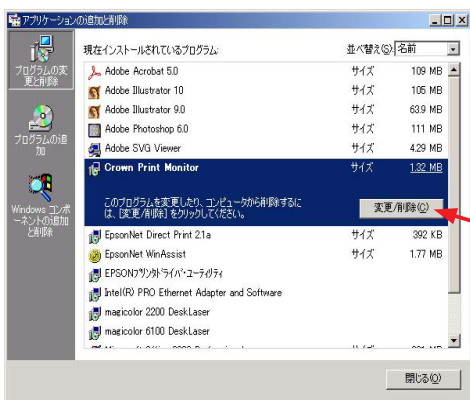 アプリケーションの追加と削除
プログラムの変
更と削除
プログラムの追
加
Windows コンポ
ーネントの追加
と削除
現在インストールされているプログラム:
並べ替え(S):
名前
Adobe Acrobat 5.0 サイズ 109 MB
Adobe Illustrator 10 サイズ 105 MB
Adobe Illustrator 9.0 サイズ 63.9 MB
Adobe Photoshop 6.0 サイズ 111 MB
Adobe SVG Viewer サイズ 4.29 MB
Crown Print Monitor サイズ 1.32 MB
このプログラムを変更したり、コンピュータから削除するに
は、[変更/削除] をクリックしてください。
変更/削除(C)
EpsonNet Direct Print 2.1a サイズ 392 KB
EpsonNet WinAssist サイズ 1.77 MB
EPSONプリンタドライバ・ユーティリティ
Intel(R) PRO Ethernet Adapter and Software
magicolor 2200 DeskLaser
magicolor 6100 DeskLaser
閉じる(O)